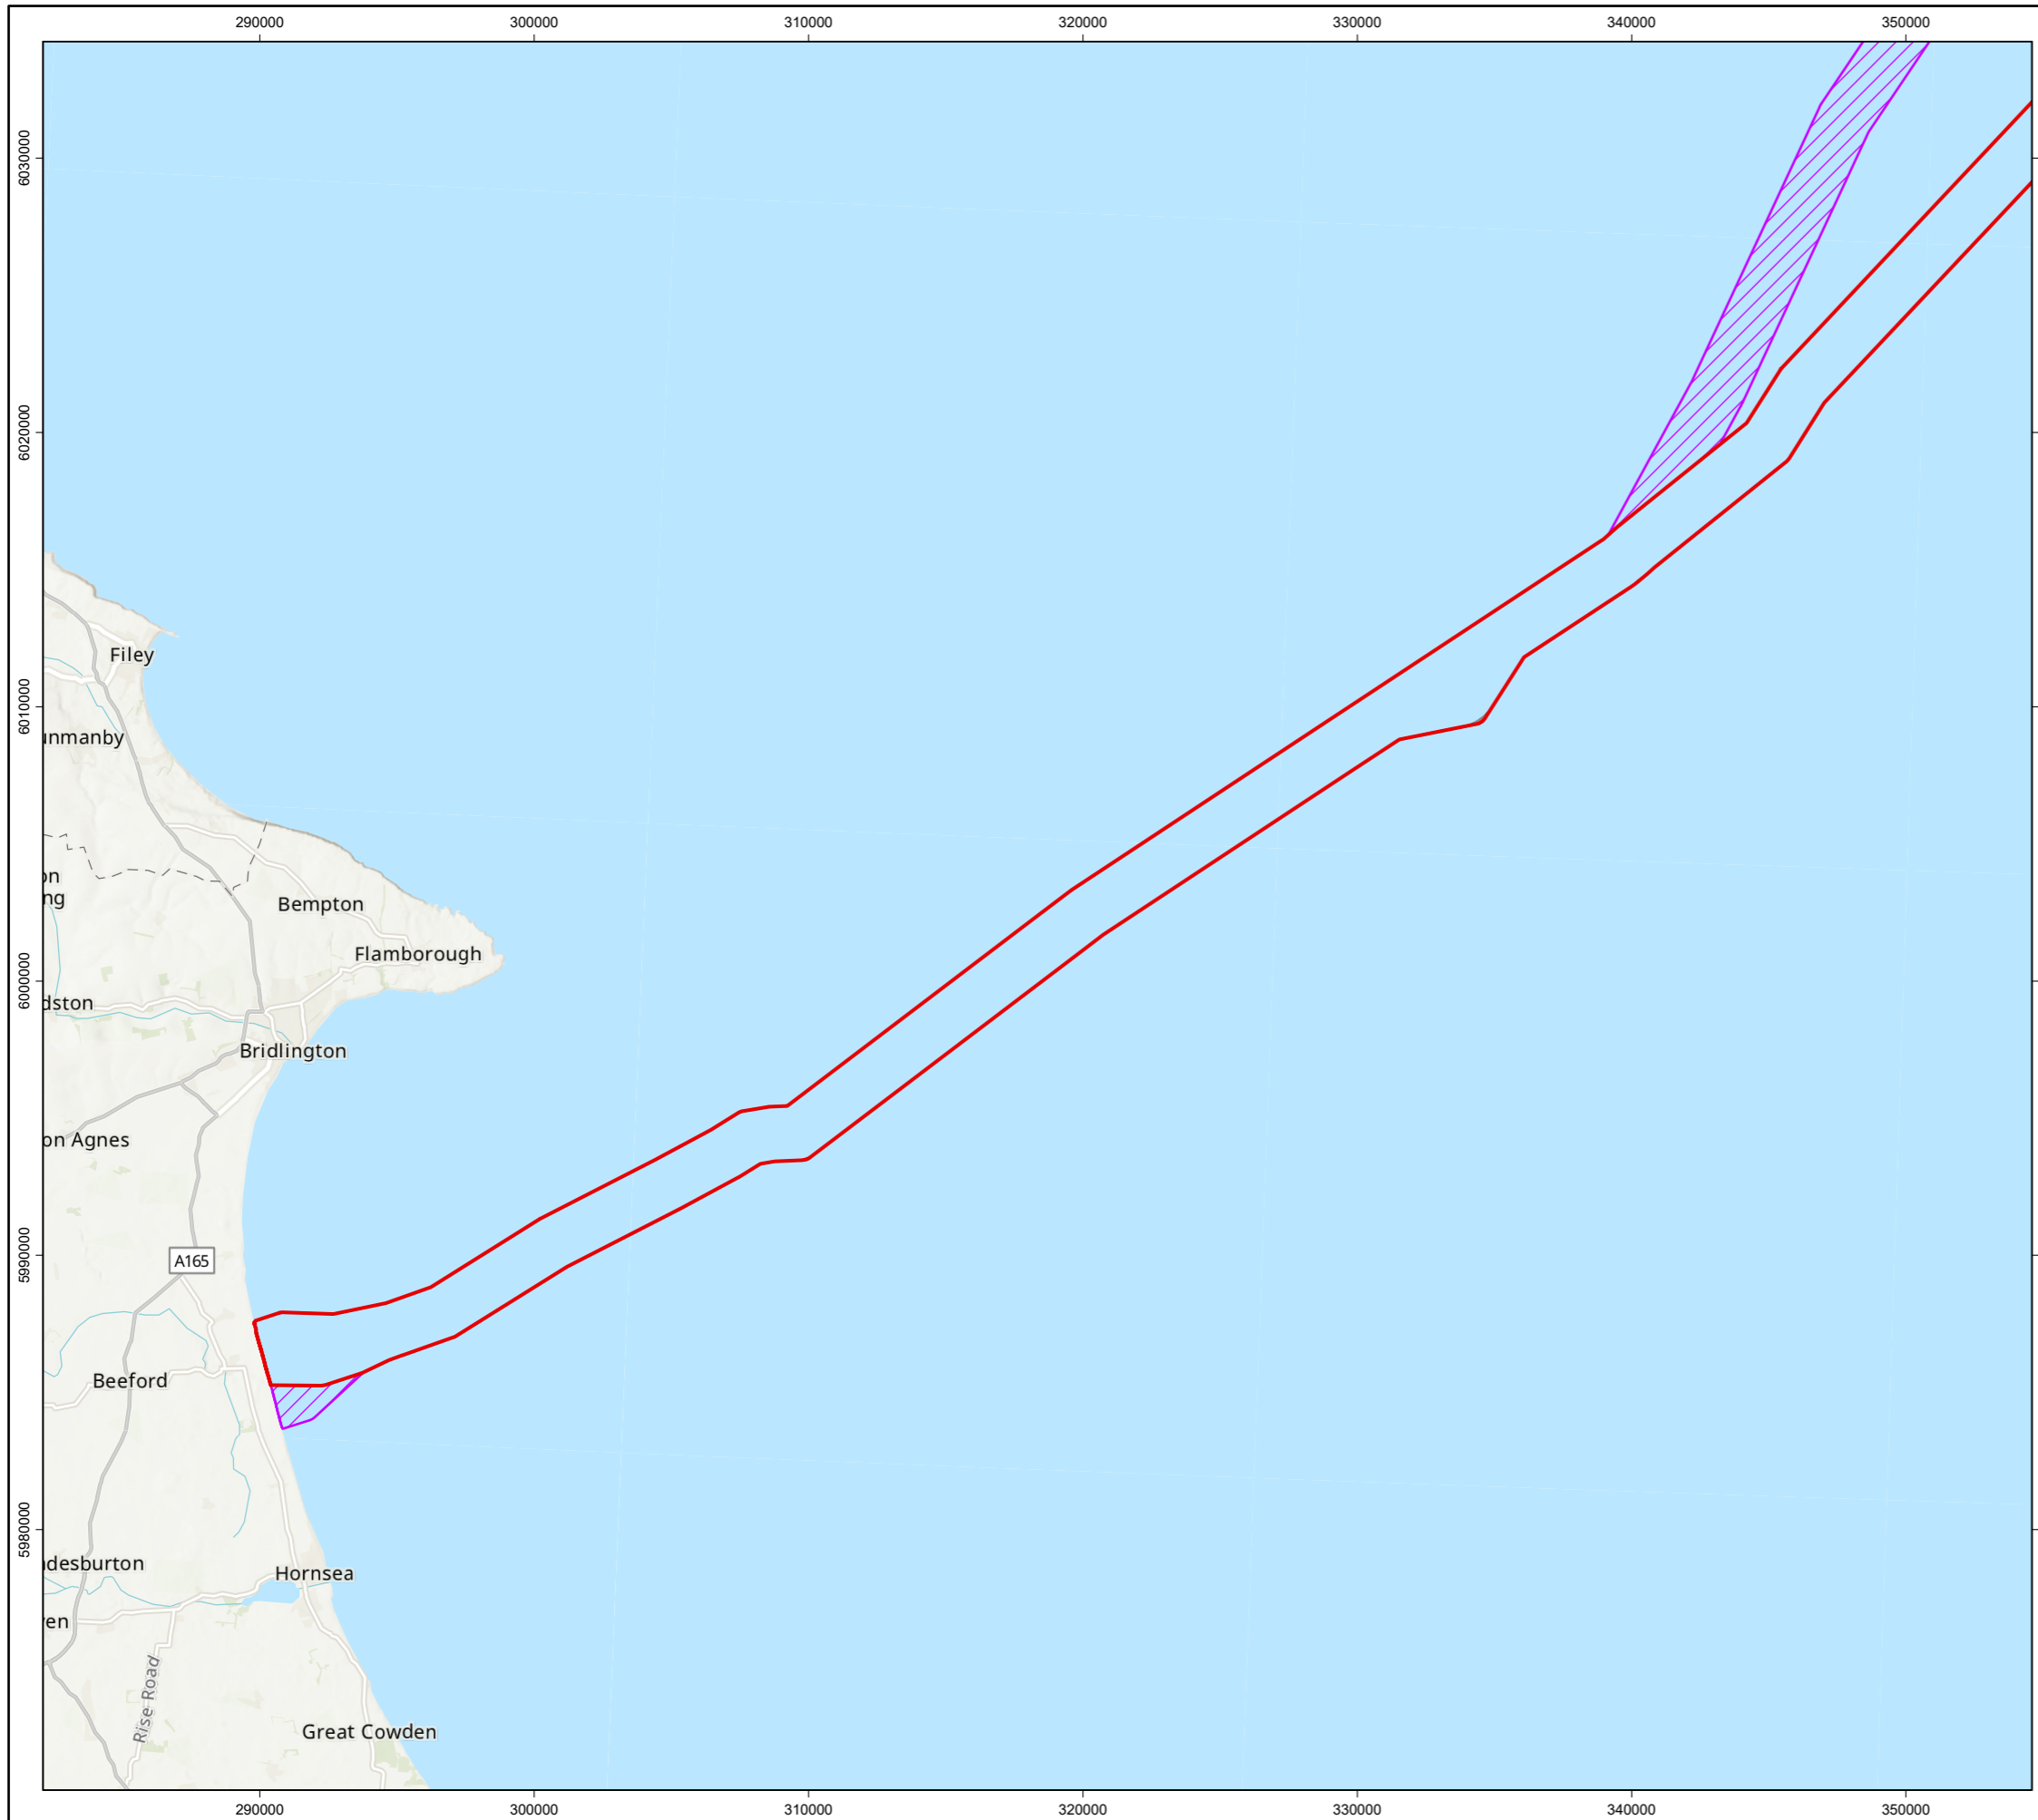 290000 300000 310000 320000 330000 340000 350000
6030000
6020000
6010000
6000000
5990000
5980000
Filey
unmanby
on
ng
Bempton
Flamborough
dston
Bridlington
on Agnes
A165
Beeford
desburton
Hornsea
ven
Rise Road
Great Cowden
290000 300000 310000 320000 330000 340000 350000